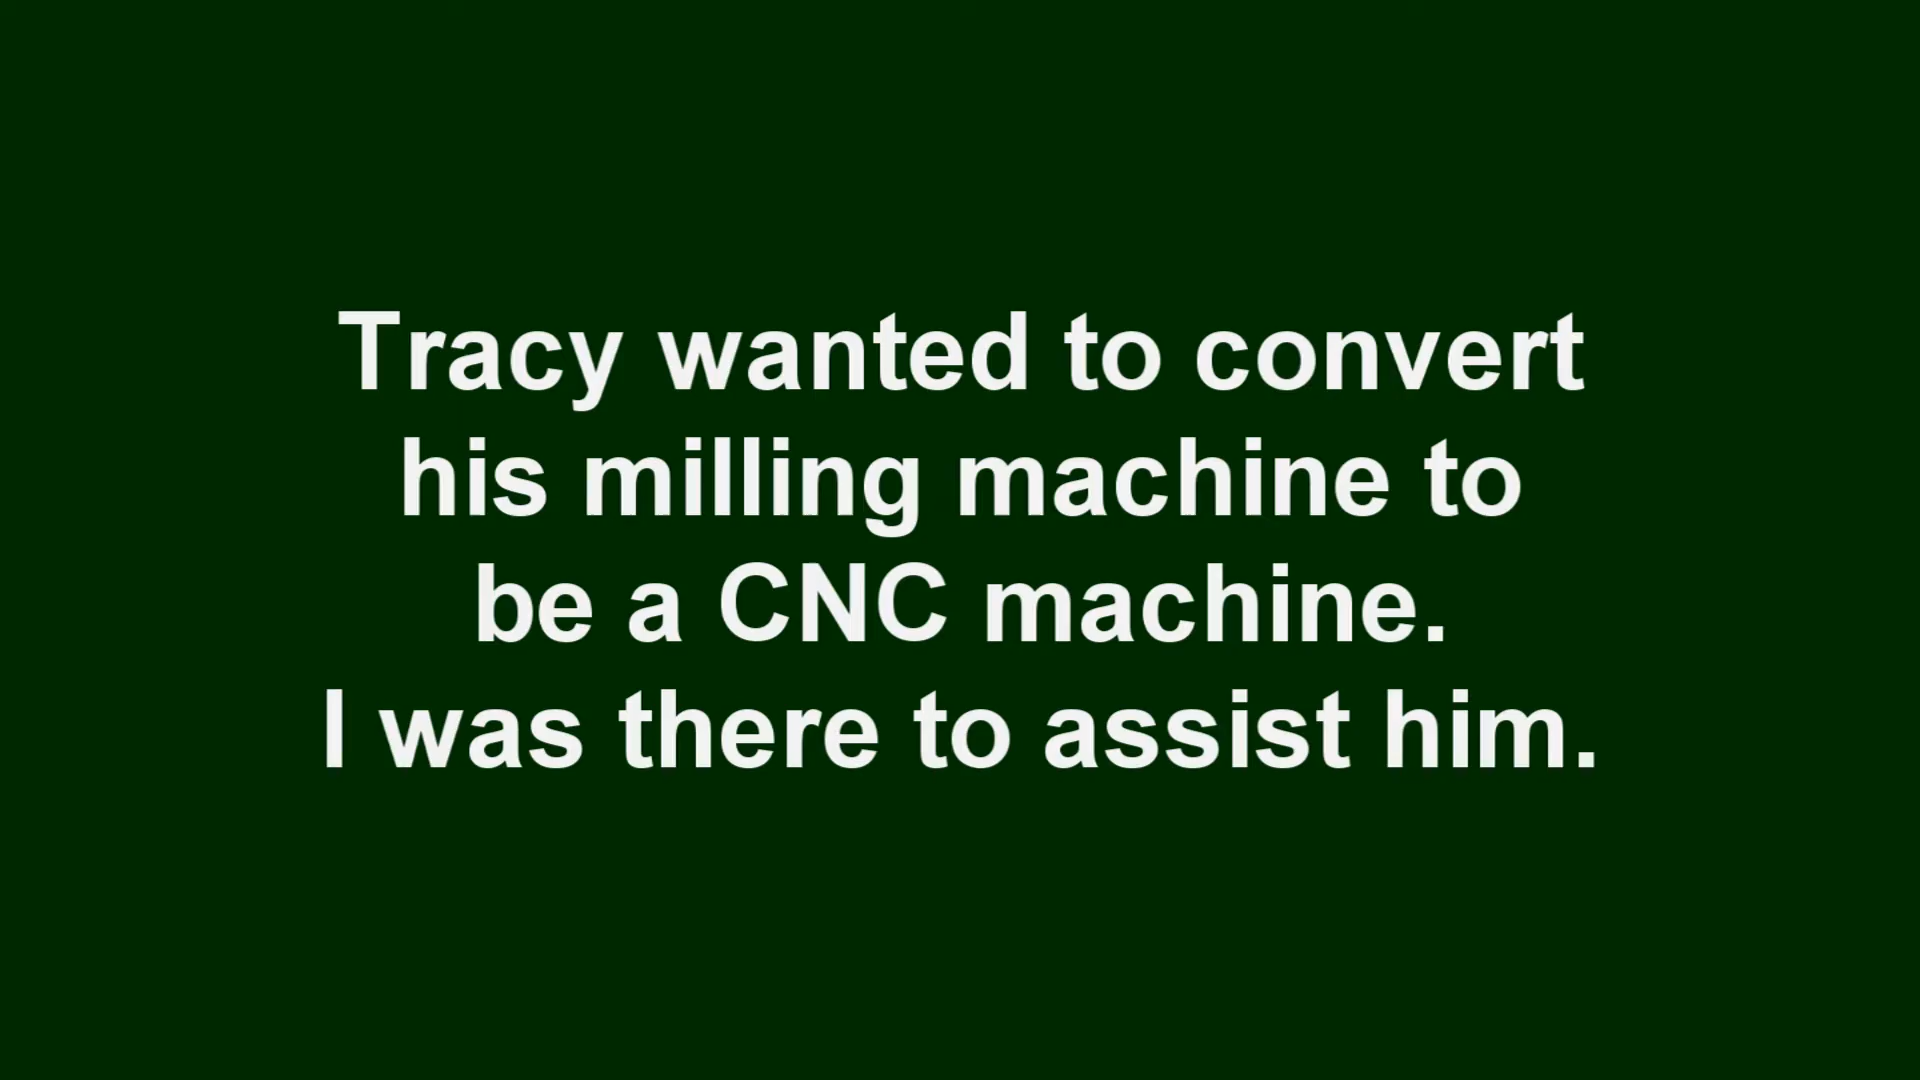 Tracy wanted to convert
his milling machine to
be a CNC machine.
I was there to assist him.